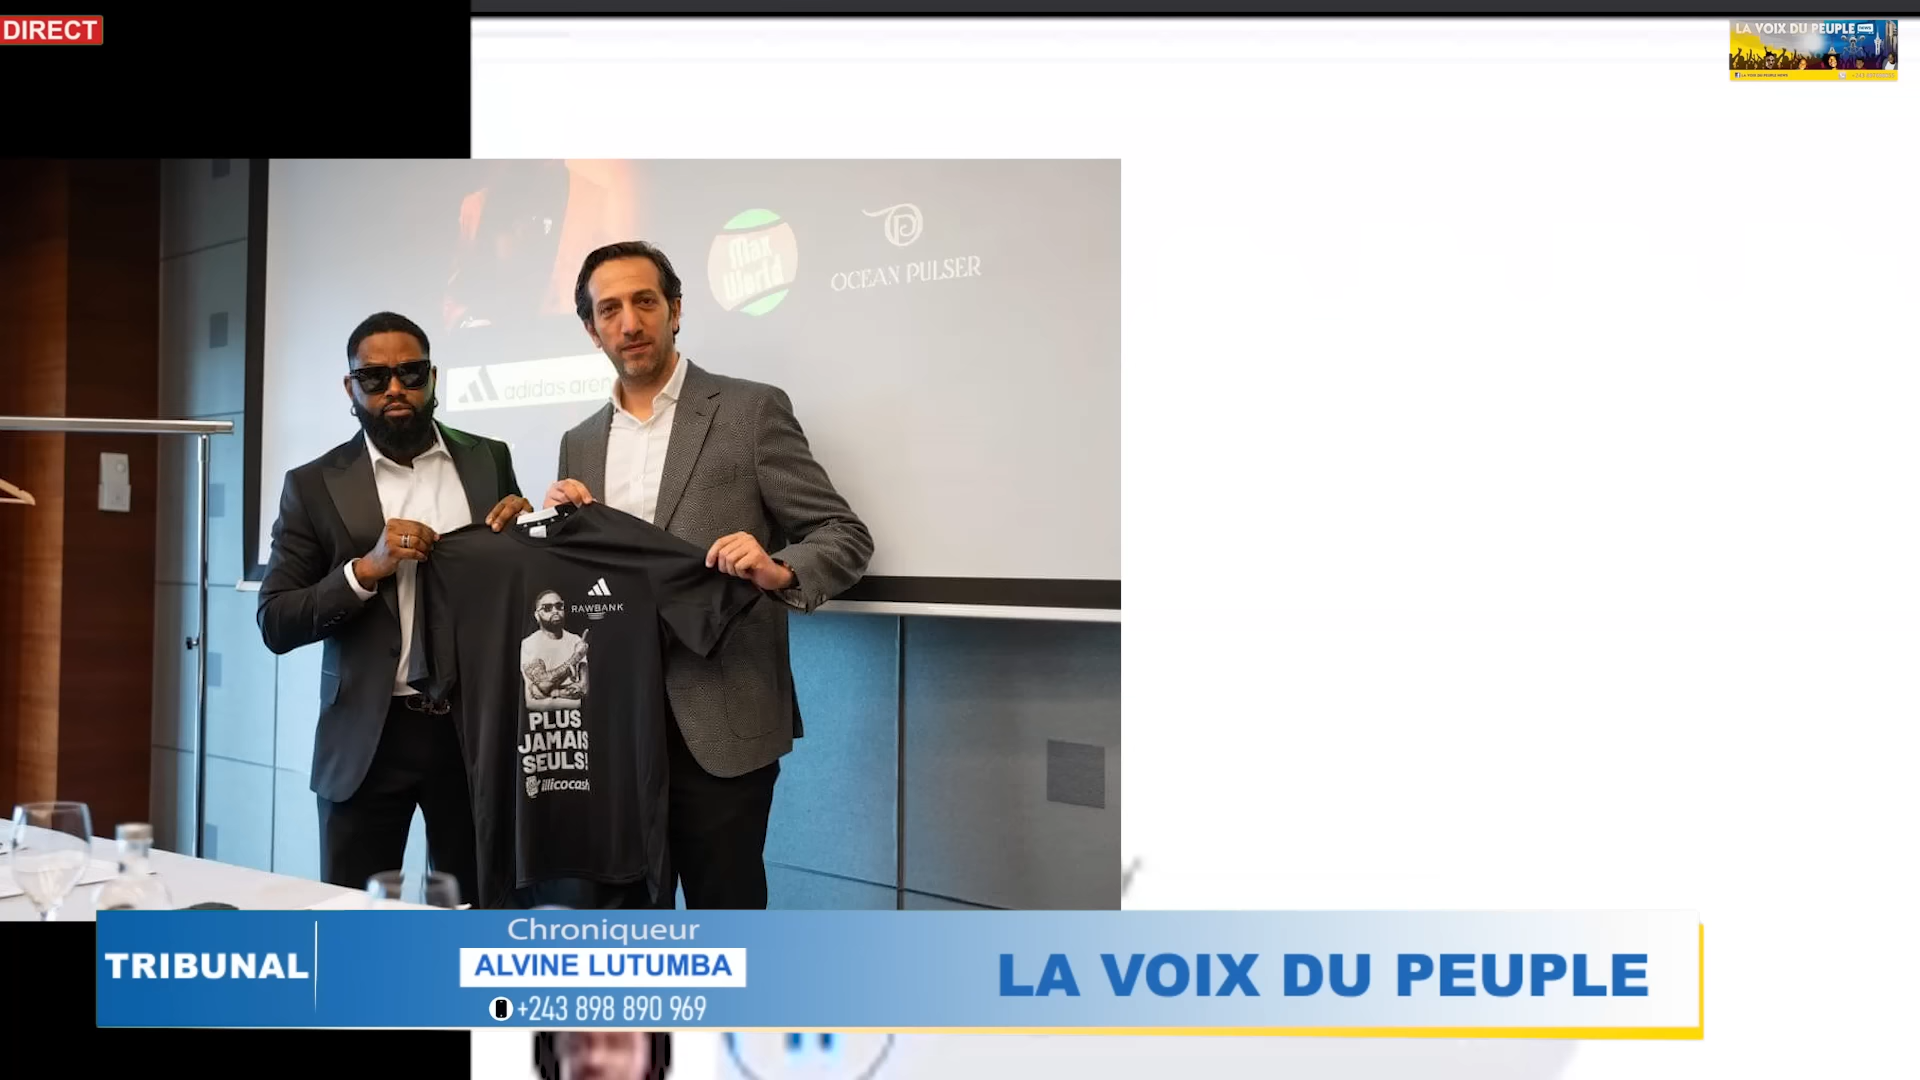 DIRECT
LA VOIX DU PEUPLE NEWS
Max
World
OCEAN PULSER
adidas aren
RAWBANK
PLUS
JAMAIS
SEULS!
illicocash
TRIBUNAL
Chroniqueur
ALVINE LUTUMBA
+243 898 890 969
LA VOIX DU PEUPLE